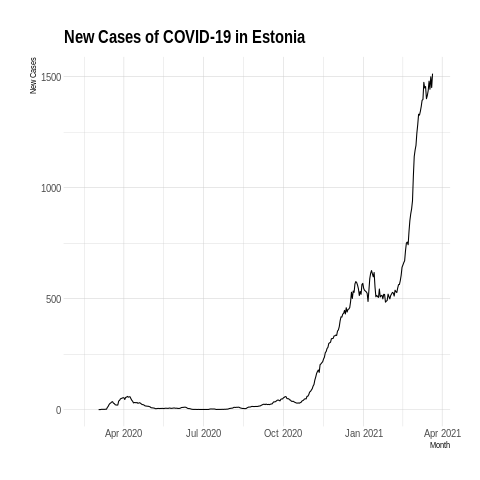 New Cases of COVID-19 in Estonia
New Cases
1500
1000
500
0
Apr 2020 Jul 2020 Oct 2020 Jan 2021 Apr 2021
Month